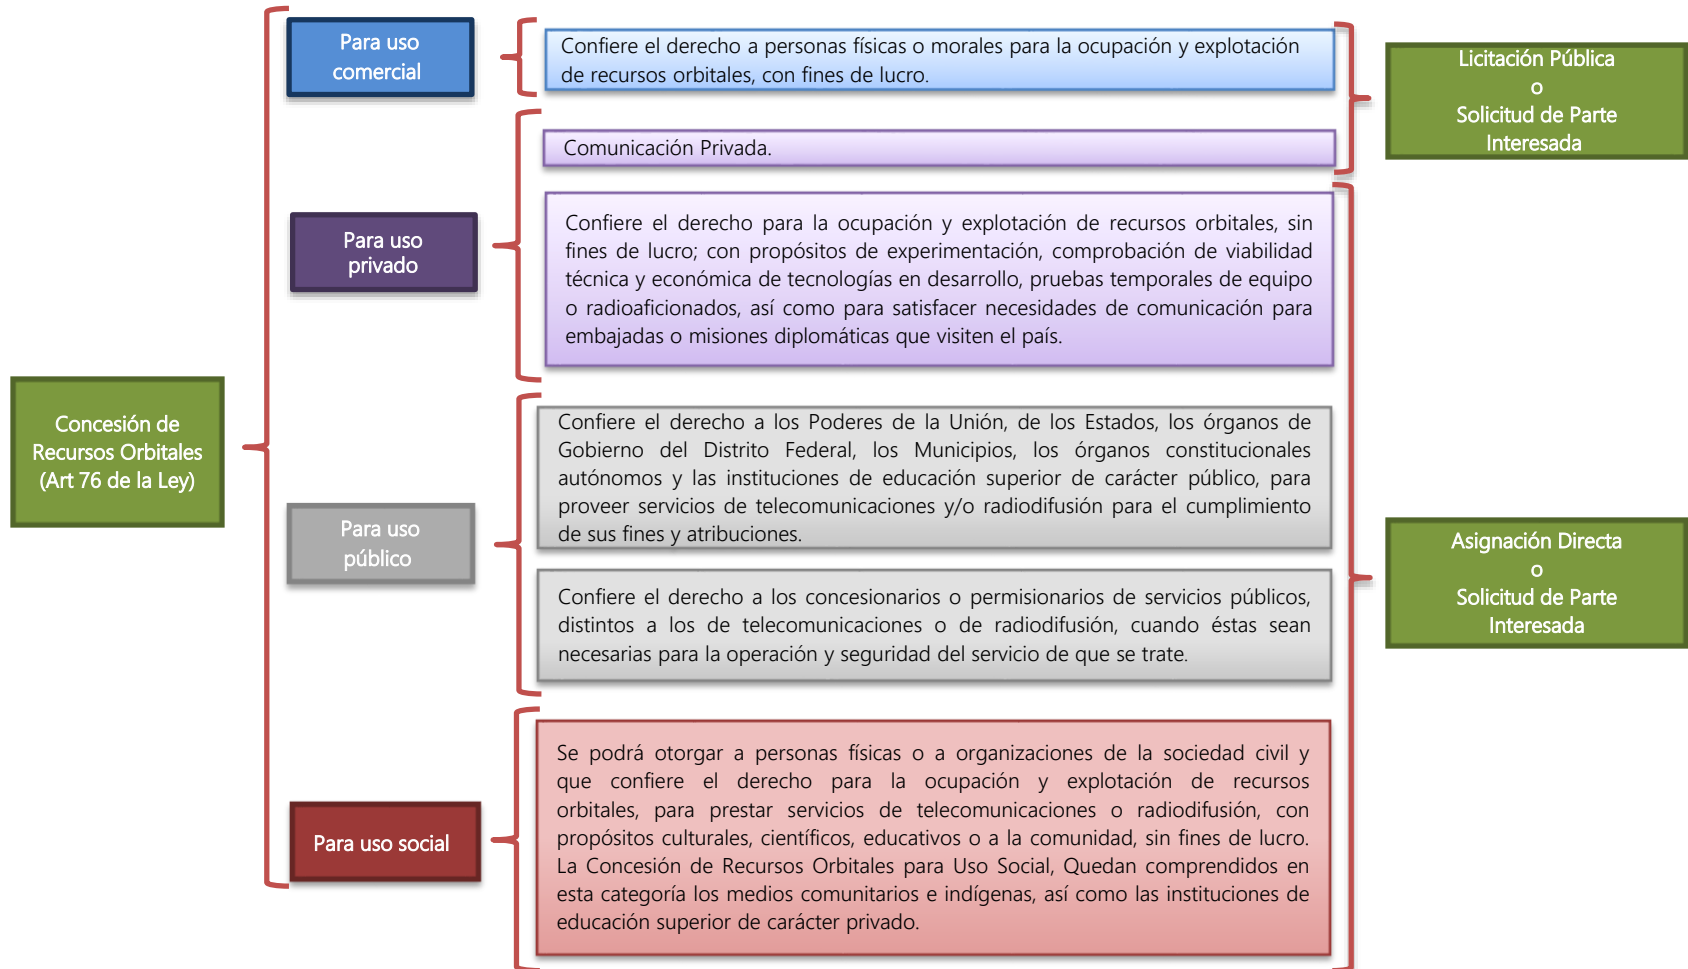 Concesión de
Recursos Orbitales
(Art 76 de la Ley)
Para uso
comercial
Confiere el derecho a personas físicas o morales para la ocupación y explotación
de recursos orbitales, con fines de lucro.
Para uso
privado
Comunicación Privada.
Confiere el derecho para la ocupación y explotación de recursos orbitales, sin
fines de lucro; con propósitos de experimentación, comprobación de viabilidad
técnica y económica de tecnologías en desarrollo, pruebas temporales de equipo
o radioaficionados, así como para satisfacer necesidades de comunicación para
embajadas o misiones diplomáticas que visiten el país.
Para uso
público
Confiere el derecho a los Poderes de la Unión, de los Estados, los órganos de
Gobierno del Distrito Federal, los Municipios, los órganos constitucionales
autónomos y las instituciones de educación superior de carácter público, para
proveer servicios de telecomunicaciones y/o radiodifusión para el cumplimiento
de sus fines y atribuciones.
Confiere el derecho a los concesionarios o permisionarios de servicios públicos,
distintos a los de telecomunicaciones o de radiodifusión, cuando éstas sean
necesarias para la operación y seguridad del servicio de que se trate.
Para uso social
Se podrá otorgar a personas físicas o a organizaciones de la sociedad civil y
que confiere el derecho para la ocupación y explotación de recursos
orbitales, para prestar servicios de telecomunicaciones o radiodifusión, con
propósitos culturales, científicos, educativos o a la comunidad, sin fines de lucro.
La Concesión de Recursos Orbitales para Uso Social, Quedan comprendidos en
esta categoría los medios comunitarios e indígenas, así como las instituciones de
educación superior de carácter privado.
Licitación Pública
o
Solicitud de Parte
Interesada
Asignación Directa
o
Solicitud de Parte
Interesada